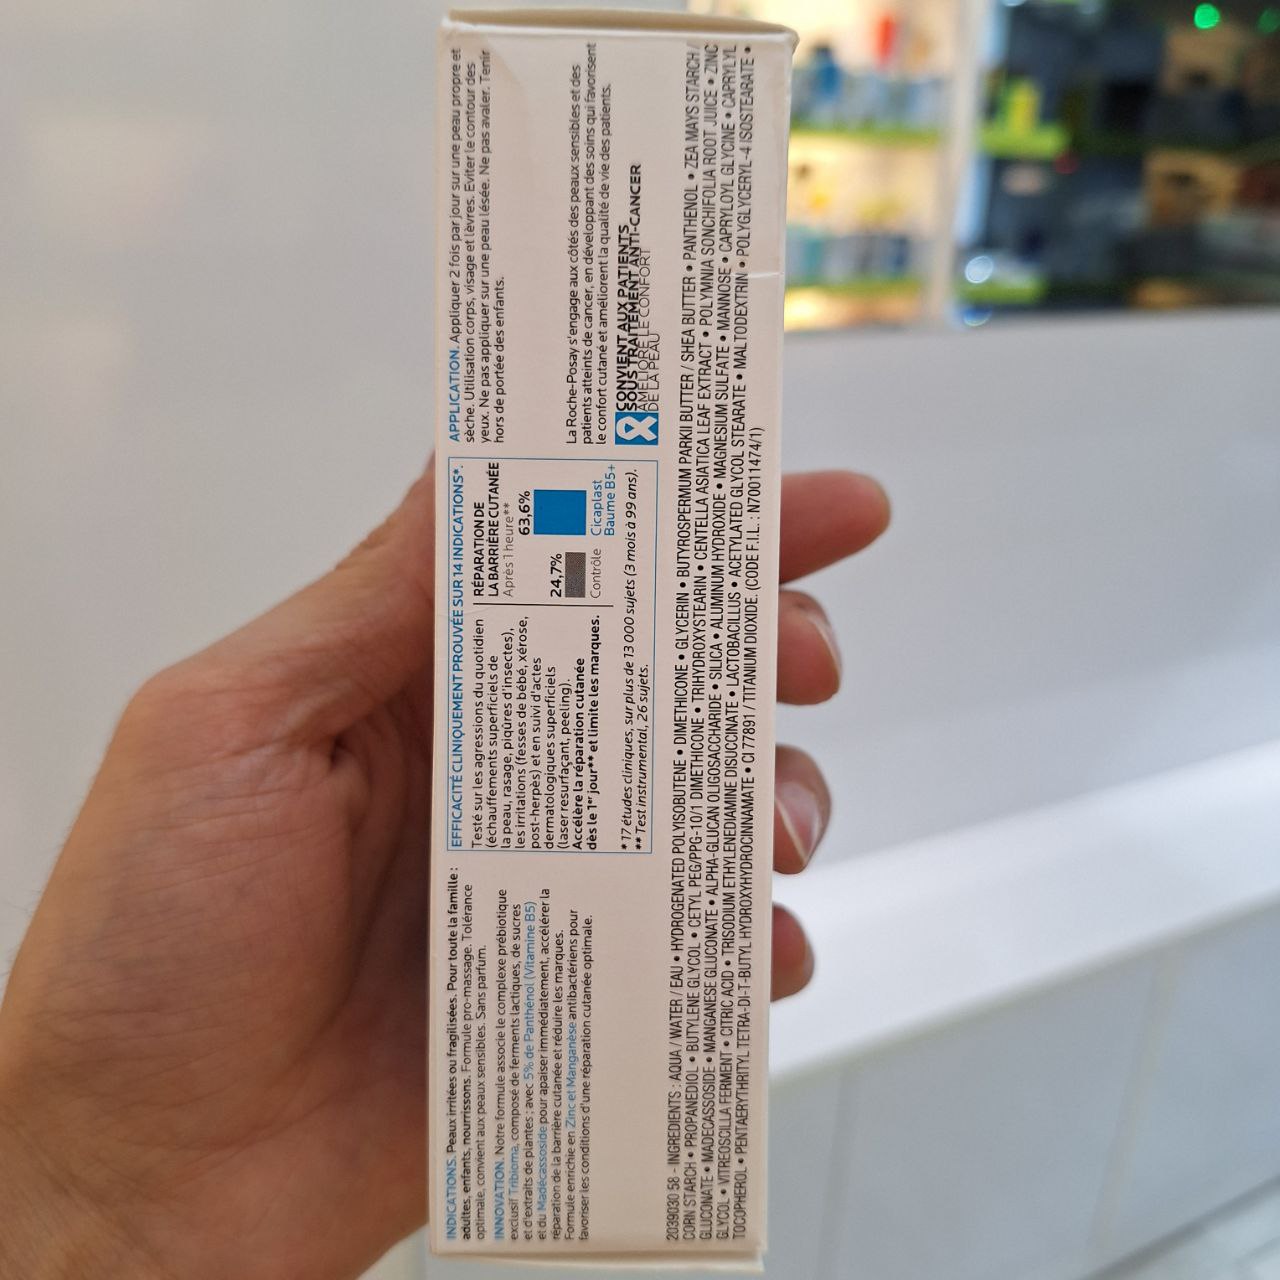 INDICATIONS. Peaux irritées ou fragilisées. Pour toute la famille :
adultes, enfants, nourrissons. Formule pro-massage. Tolérance
optimale, convient aux peaux sensibles. Sans parfum.
INNOVATION. Notre formule associe le complexe prébiotique
exclusif Tribioma, composé de ferments lactiques, de sucres
et d'extraits de plantes ; avec 5% de Panthénol (Vitamine B5)
et du Madécassoside pour apaiser immédiatement, accélérer la
réparation de la barrière cutanée et réduire les marques.
Formule enrichie en Zinc et Manganèse antibactériens pour
favoriser les conditions d'une réparation cutanée optimale.
EFFICACITÉ CLINIQUEMENT PROUVÉE SUR 14 INDICATIONS*.
Testé sur les agressions du quotidien
(échauffements superficiels de
la peau, rasage, piqûres d'insectes),
les irritations (fesses de bébé, xérose,
post-herpès) et en suivi d'actes
dermatologiques superficiels
(laser resurfaçant, peeling).
Accélère la réparation cutanée
dès le 1er jour** et limite les marques.
RÉPARATION DE
LA BARRIÈRE CUTANÉE
Après 1 heure**
24,7%
63,6%
Contrôle
Cicaplast
Baume B5+
* 17 études cliniques, sur plus de 13 000 sujets (3 mois à 99 ans).
** Test instrumental, 26 sujets.
APPLICATION. Appliquer 2 fois par jour sur une peau propre et
sèche. Utilisation corps, visage et lèvres. Eviter le contour des
yeux. Ne pas appliquer sur une peau lésée. Ne pas avaler. Tenir
hors de portée des enfants.
La Roche-Posay s'engage aux côtés des peaux sensibles et des
patients atteints de cancer, en développant des soins qui favorisent
le confort cutané et améliorent la qualité de vie des patients.
CONVIENT AUX PATIENTS
SOUS TRAITEMENT ANTI-CANCER
AMÉLIORE LE CONFORT
DE LA PEAU
2039030 58 - INGREDIENTS : AQUA / WATER / EAU • HYDROGENATED POLYISOBUTENE • DIMETHICONE • GLYCERIN • BUTYROSPERMUM PARKII BUTTER / SHEA BUTTER • PANTHENOL • ZEA MAYS STARCH /
CORN STARCH • PROPANEDIOL • BUTYLENE GLYCOL • CETYL PEG/PPG-10/1 DIMETHICONE • TRIHYDROXYSTEARIN • CENTELLA ASIATICA LEAF EXTRACT • POLYMNIA SONCHIFOLIA ROOT JUICE • ZINC
GLUCONATE • MADECASSOSIDE • MANGANESE GLUCONATE • ALPHA-GLUCAN OLIGOSACCHARIDE • SILICA • ALUMINUM HYDROXIDE • MAGNESIUM SULFATE • MANNOSE • CAPRYLOYL GLYCINE • CAPRYLYL
GLYCOL • VITREOSCILLA FERMENT • CITRIC ACID • TRISODIUM ETHYLENEDIAMINE DISUCCINATE • LACTOBACILLUS • ACETYLATED GLYCOL STEARATE • MALTODEXTRIN • POLYGLYCERYL-4 ISOSTEARATE •
TOCOPHEROL • PENTAERYTHRITYL TETRA-DI-T-BUTYL HYDROXYHYDROCINNAMATE • CI 77891 / TITANIUM DIOXIDE. (CODE F.I.L. : N70011474/1)